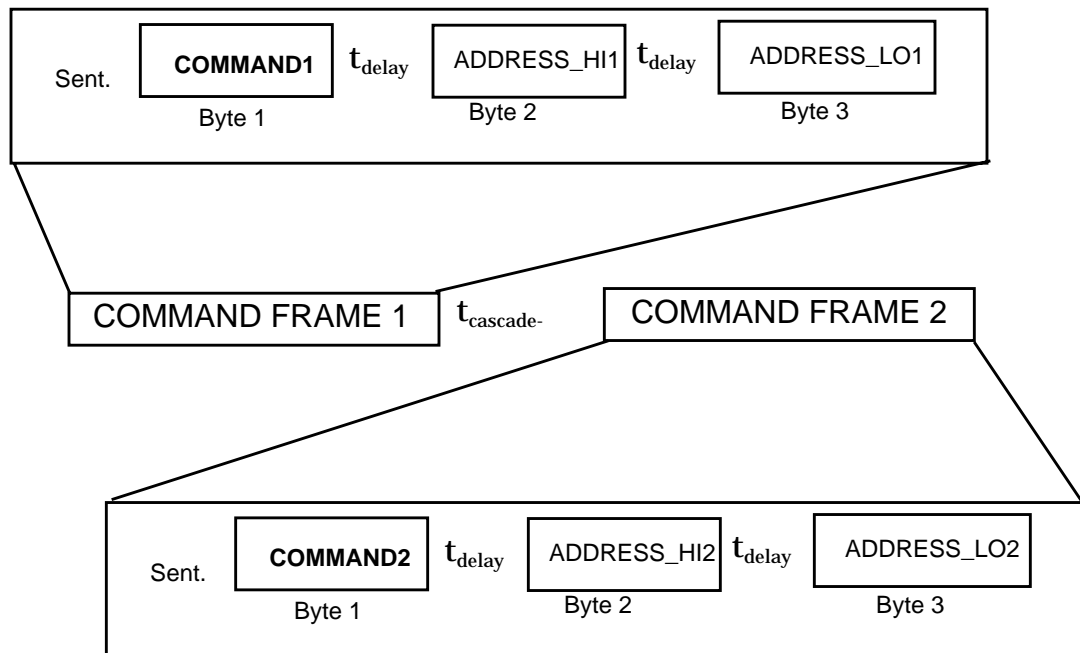 Sent. COMMAND1 tdelay ADDRESS_HI1 tdelay ADDRESS_LO1
Byte 1 Byte 2 Byte 3
COMMAND FRAME 1 tcascade- COMMAND FRAME 2
Sent. COMMAND2 tdelay ADDRESS_HI2 tdelay ADDRESS_LO2
Byte 1 Byte 2 Byte 3